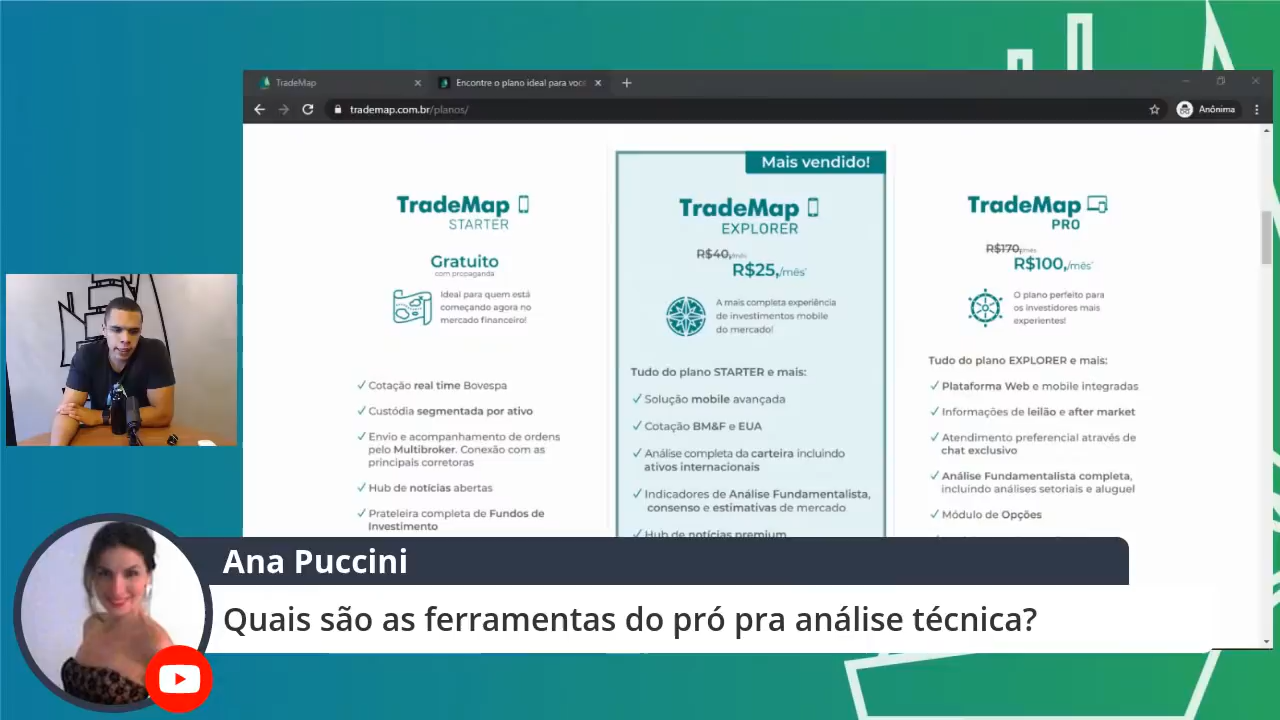 TradeMap
Encontre o plano ideal para voc
trademap.com.br/planos/
Anônima
TradeMap
STARTER
Gratuito
com propaganda
Ideal para quem está
começando agora no
mercado financeiro!
✓ Cotação real time Bovespa
✓ Custódia segmentada por ativo
✓ Envio e acompanhamento de ordens
pelo Multibroker. Conexão com as
principais corretoras
✓ Hub de notícias abertas
✓ Prateleira completa de Fundos de
Investimento
Mais vendido!
TradeMap
EXPLORER
R$40,/mês
R$25,/mês*
A mais completa experiência
de investimentos mobile
do mercado!
Tudo do plano STARTER e mais:
✓ Solução mobile avançada
✓ Cotação BM&F e EUA
✓ Análise completa da carteira incluindo
ativos internacionais
✓ Indicadores de Análise Fundamentalista,
consenso e estimativas de mercado
Hub de notícias premium
TradeMap
PRO
R$170,/mês
R$100,/mês*
O plano perfeito para
os investidores mais
experientes!
Tudo do plano EXPLORER e mais:
✓ Plataforma Web e mobile integradas
✓ Informações de leilão e after market
✓ Atendimento preferencial através de
chat exclusivo
✓ Análise Fundamentalista completa,
incluindo análises setoriais e aluguel
✓ Módulo de Opções
Ana Puccini
Quais são as ferramentas do pró pra análise técnica?